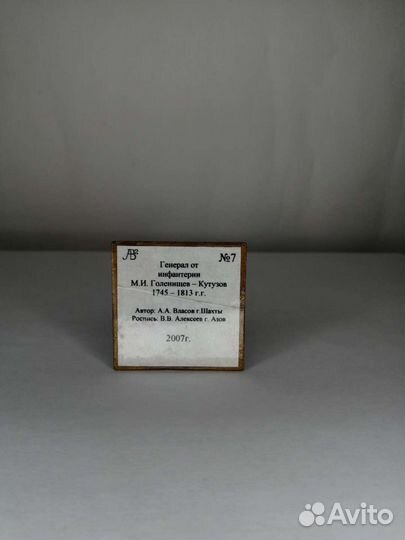 №7
Генерал от
инфантерии
М.И. Голенищев – Кутузов
1745 – 1813 г.г.
Автор: А.А. Власов г.Шахты
Роспись: В.В. Алексеев г. Азов
2007г.
Avito